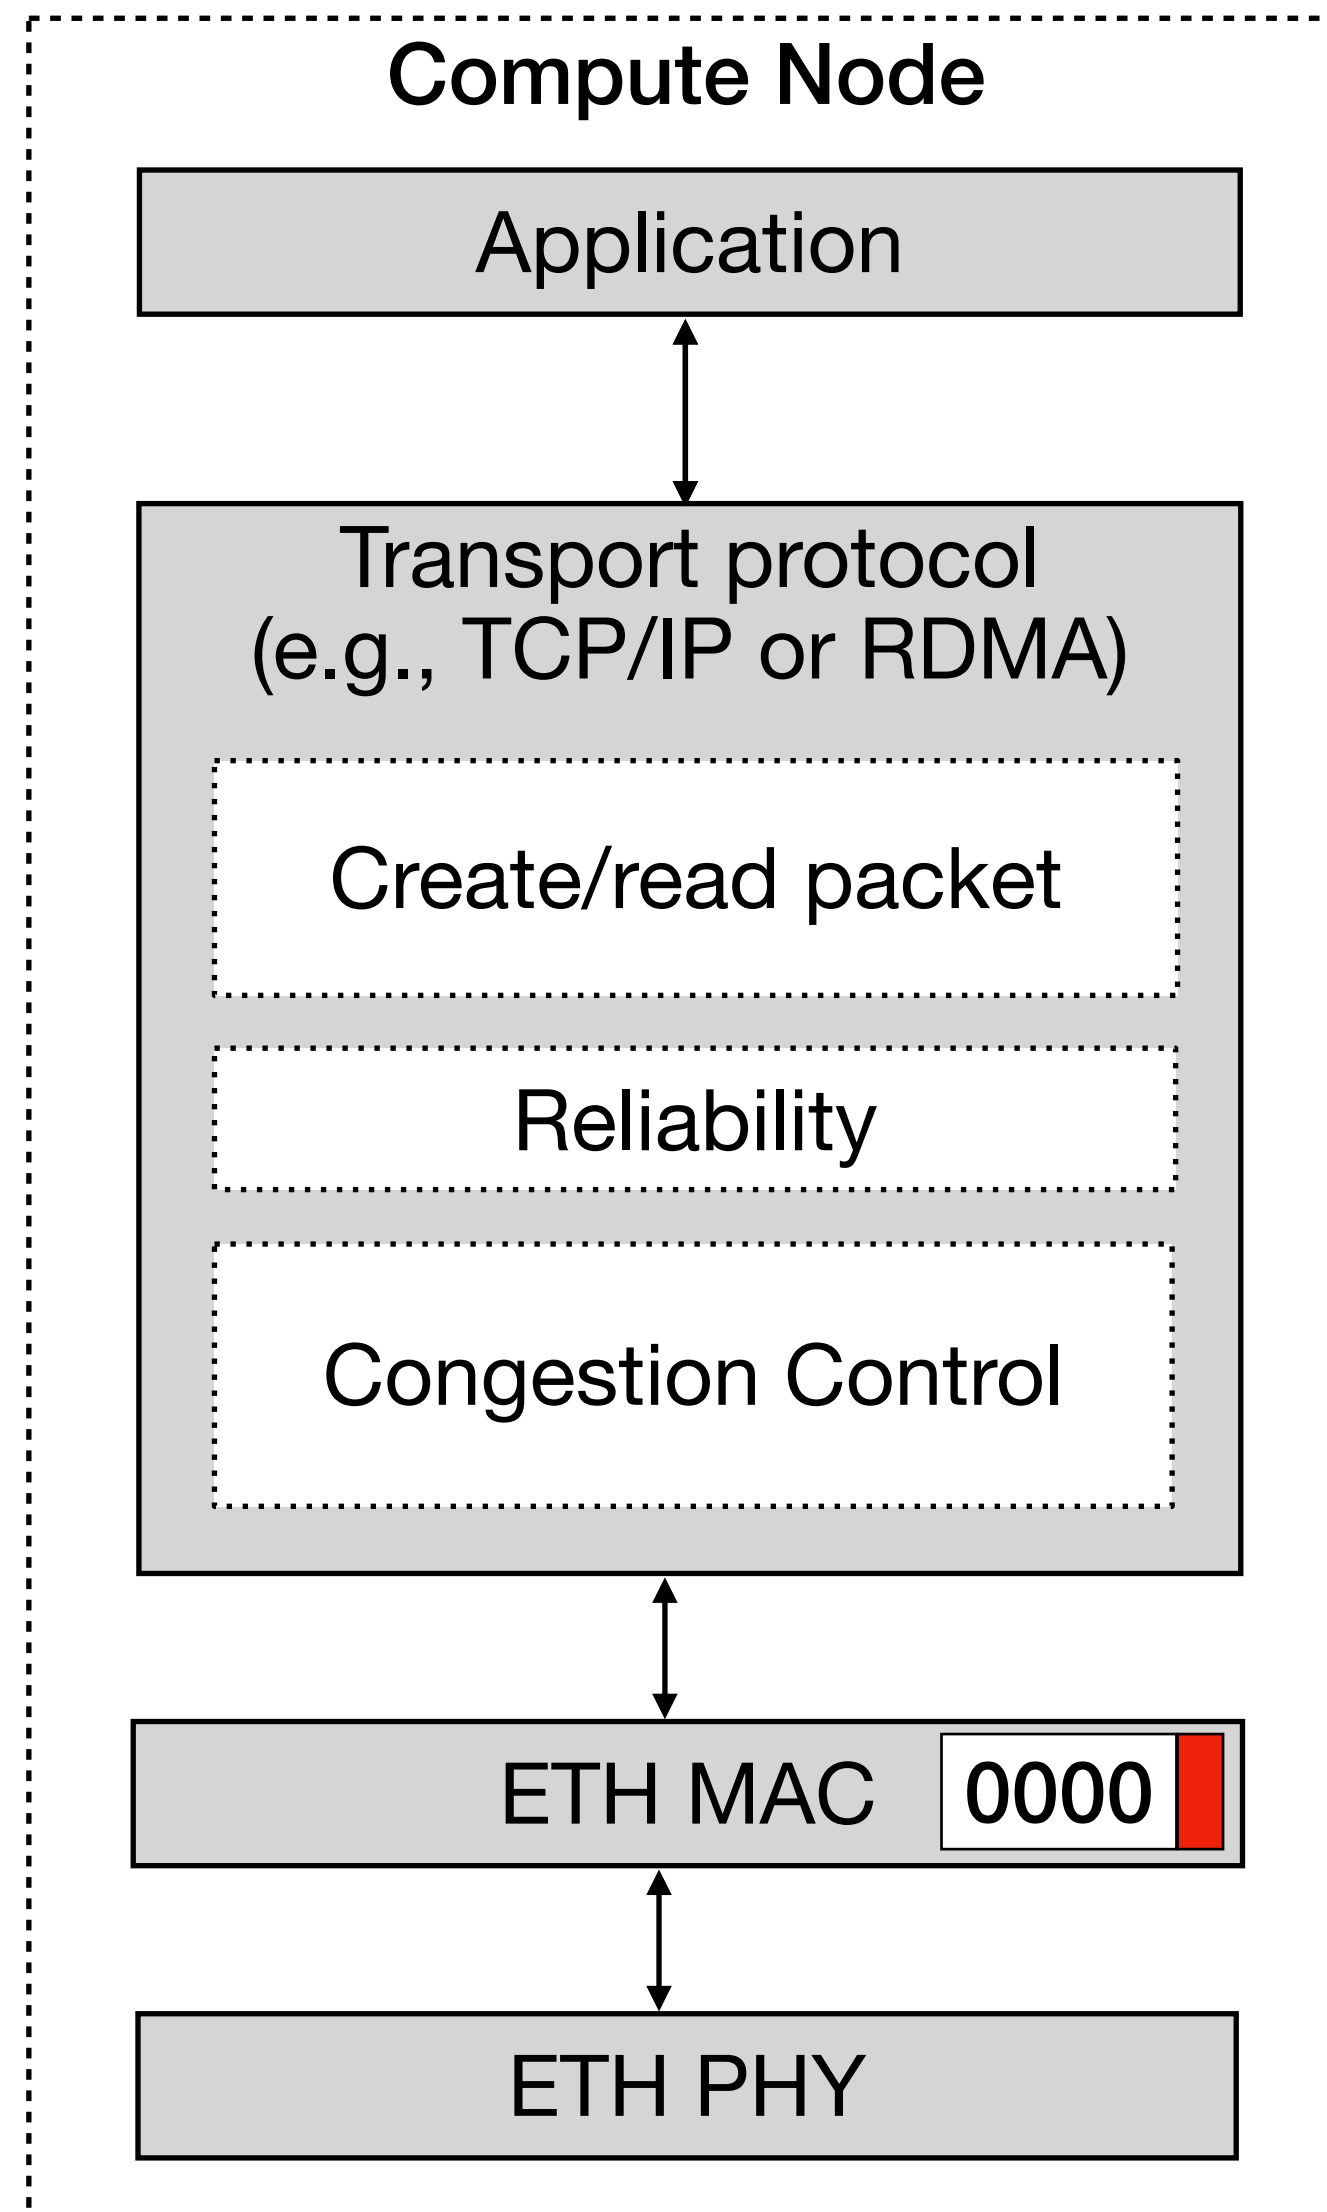 Compute Node
Application
Transport protocol
(e.g., TCP/IP or RDMA)
Create/read packet
Reliability
Congestion Control
ETH MAC 0000
ETH PHY